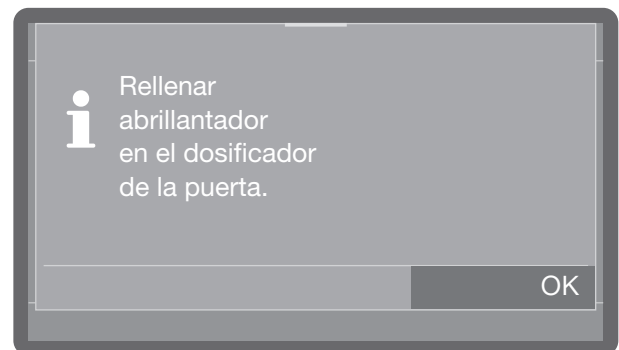 Rellenar
abrillantador
en el dosificador
de la puerta.
OK